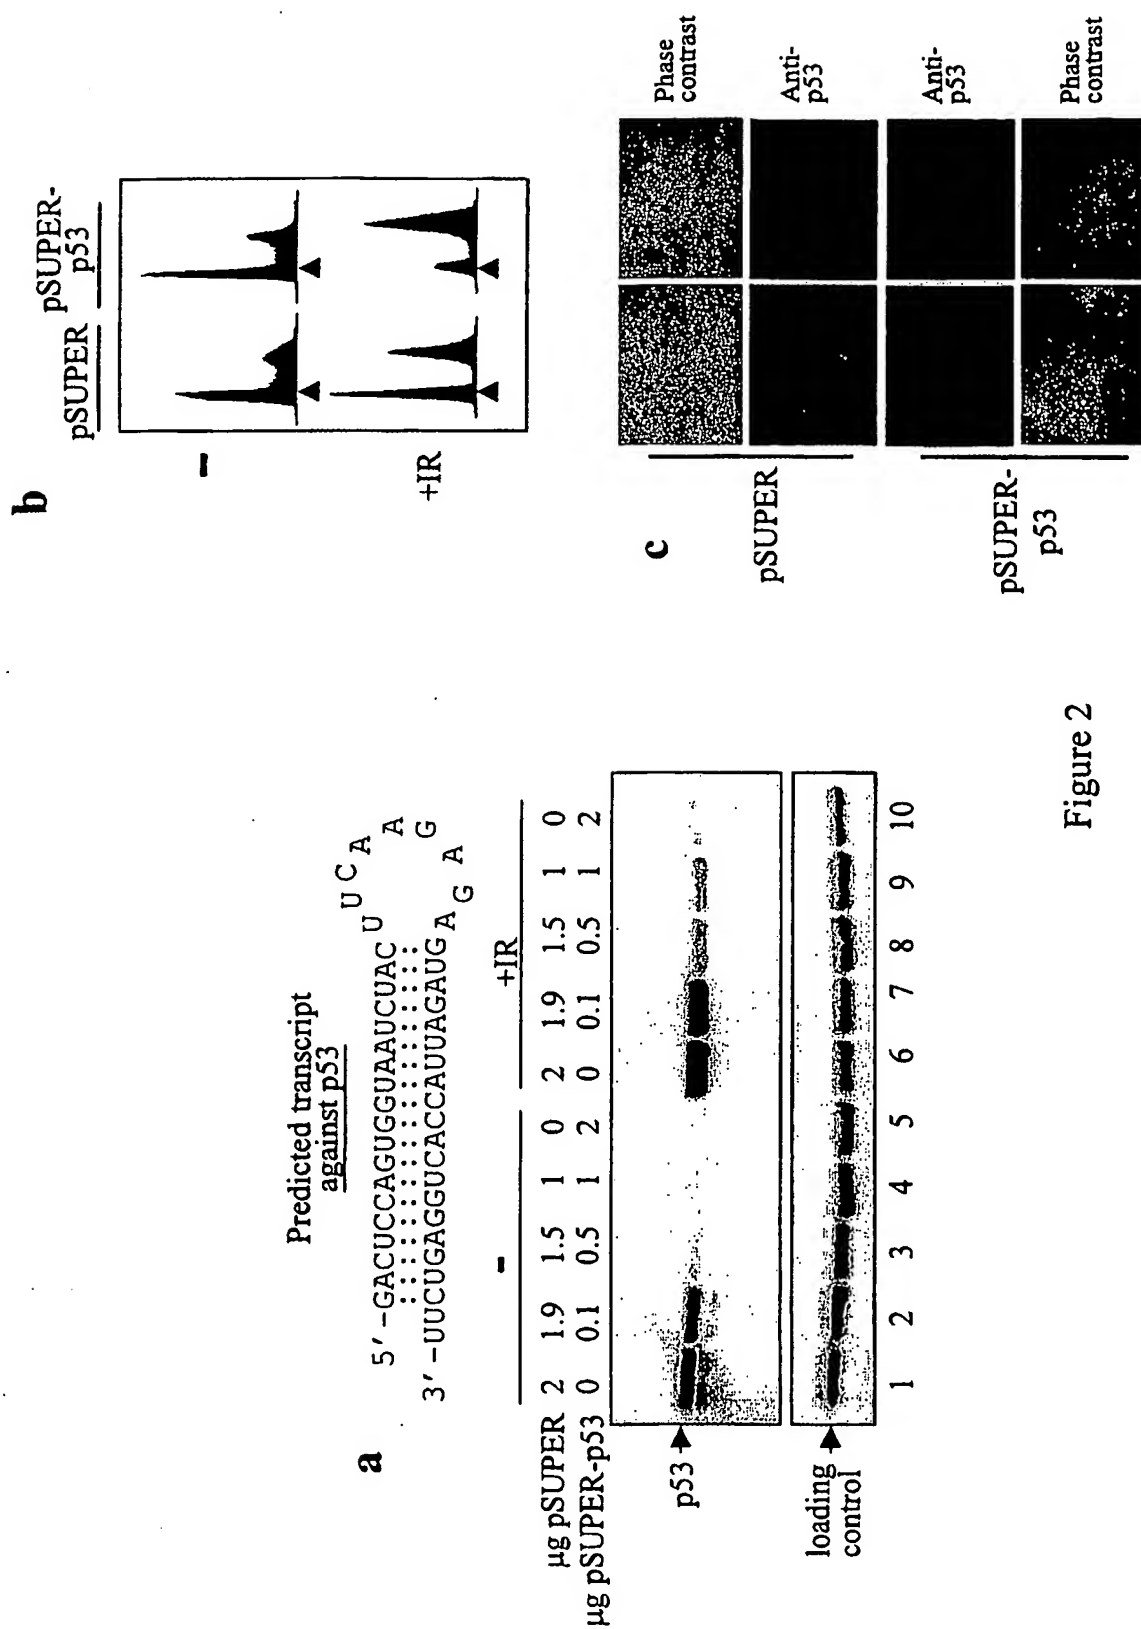 a
Predicted transcript
against p53
5' -GACUCCAGUGGUAAUCUAC
U
U
C
A
A
G
A
G
A
3' -UUCUGAGGUCACCAUUAGAUG
- +IR
µg pSUPER 2 1.9 1.5 1 0 2 1.9 1.5 1 0
µg pSUPER-p53 0 0.1 0.5 1 2 0 0.1 0.5 1 2
p53
loading
control
1 2 3 4 5 6 7 8 9 10
b
pSUPER pSUPER-
p53
-
+IR
c
pSUPER
pSUPER-
p53
Phase
contrast
Anti-
p53
Anti-
p53
Phase
contrast
Figure 2